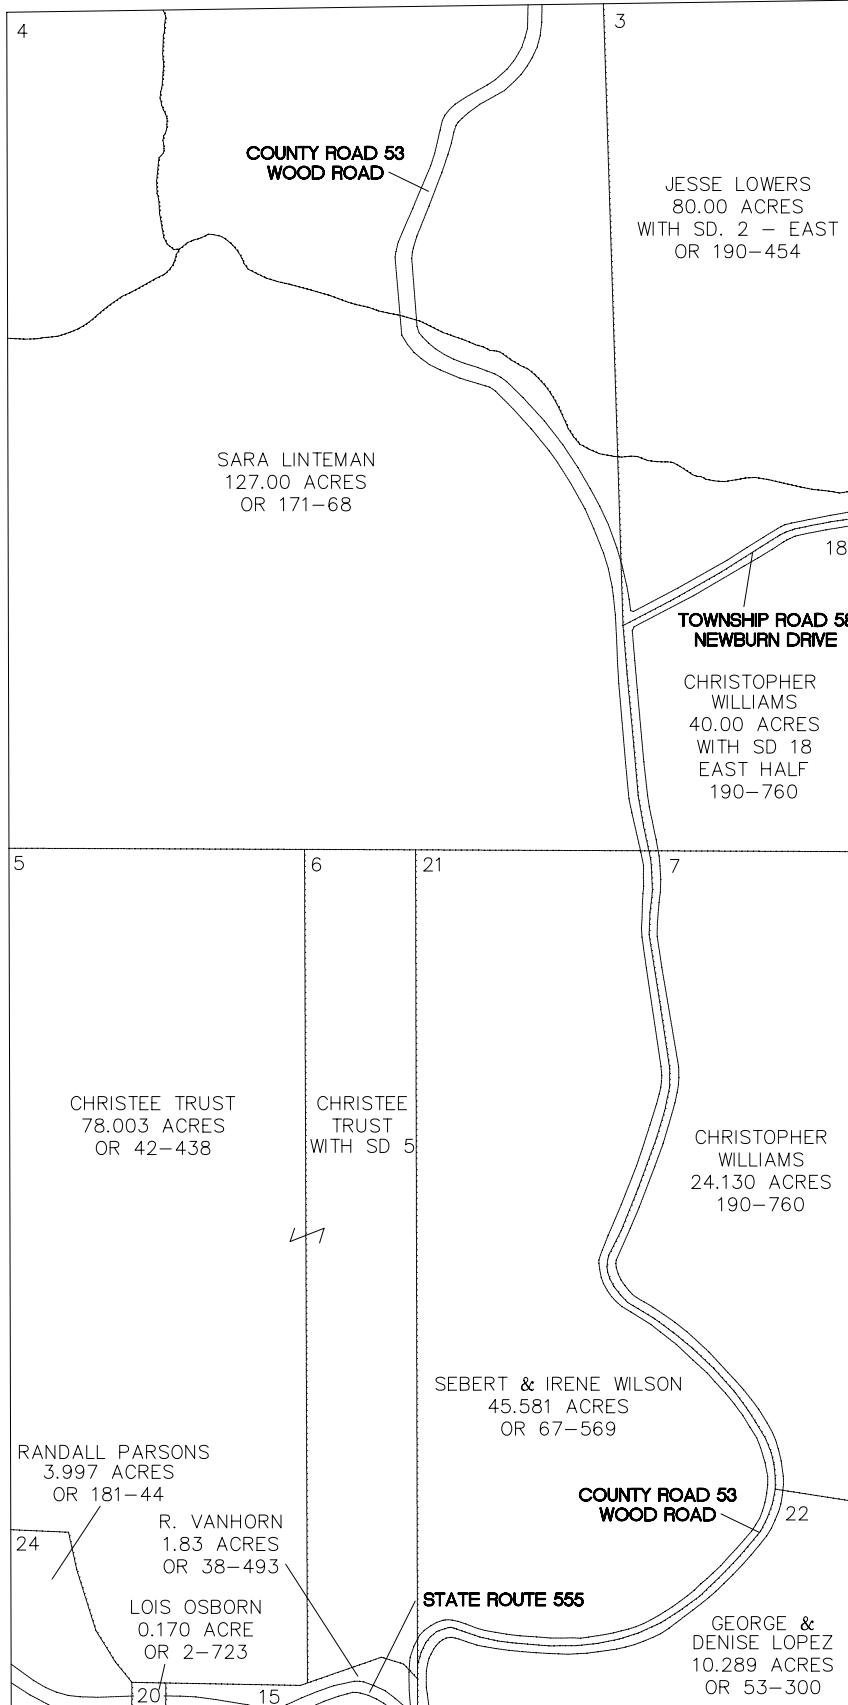 4
3
COUNTY ROAD 53
WOOD ROAD
JESSE LOWERS
80.00 ACRES
WITH SD. 2 – EAST
OR 190–454
SARA LINTEMAN
127.00 ACRES
OR 171–68
18
TOWNSHIP ROAD 58
NEWBURN DRIVE
CHRISTOPHER
WILLIAMS
40.00 ACRES
WITH SD 18
EAST HALF
190–760
5
6
21
7
CHRISTEE TRUST
78.003 ACRES
OR 42–438
CHRISTEE
TRUST
WITH SD 5
CHRISTOPHER
WILLIAMS
24.130 ACRES
190–760
SEBERT & IRENE WILSON
45.581 ACRES
OR 67–569
RANDALL PARSONS
3.997 ACRES
OR 181–44
COUNTY ROAD 53
WOOD ROAD
22
24
R. VANHORN
1.83 ACRES
OR 38–493
LOIS OSBORN
0.170 ACRE
OR 2–723
STATE ROUTE 555
GEORGE &
DENISE LOPEZ
10.289 ACRES
OR 53–300
20
15